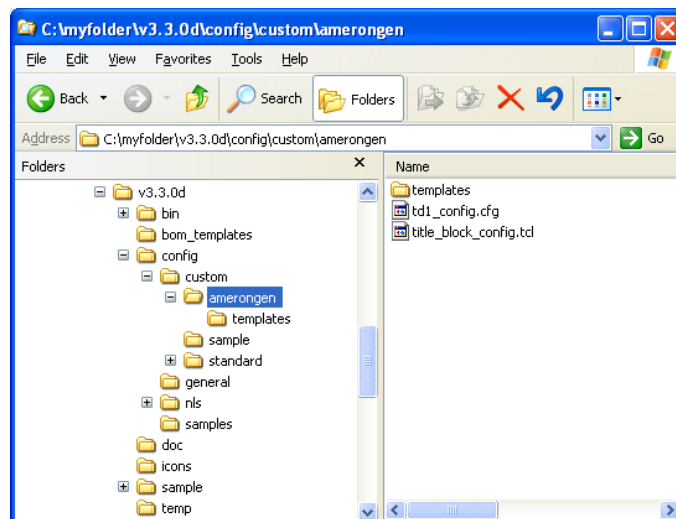 C:\myfolder\v3.3.0d\config\custom\amerongen
File Edit View Favorites Tools Help
Back Search Folders
Address C:\myfolder\v3.3.0d\config\custom\amerongen Go
Folders x Name
v3.3.0d
bin
bom_templates
config
custom
amerongen
templates
sample
standard
general
nls
samples
doc
icons
sample
temp
templates
td1_config.cfg
title_block_config.tcl